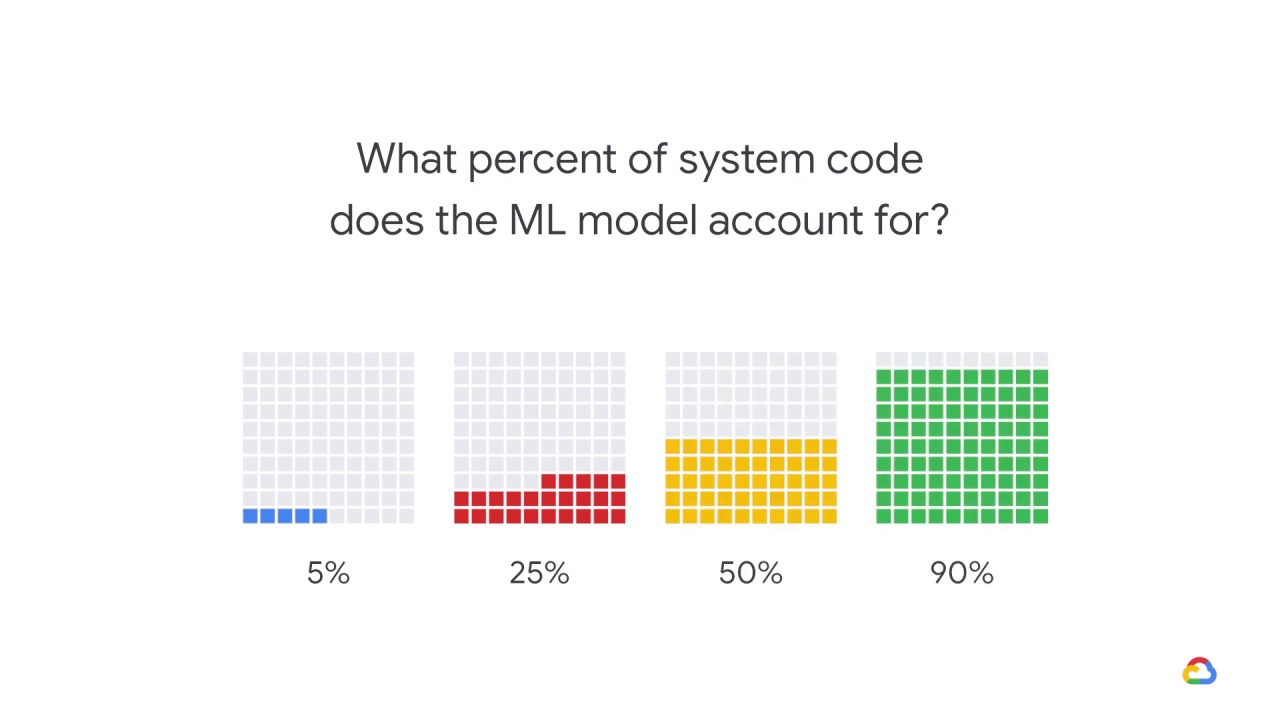 What percent of system code
does the ML model account for?
5%
25%
50%
90%